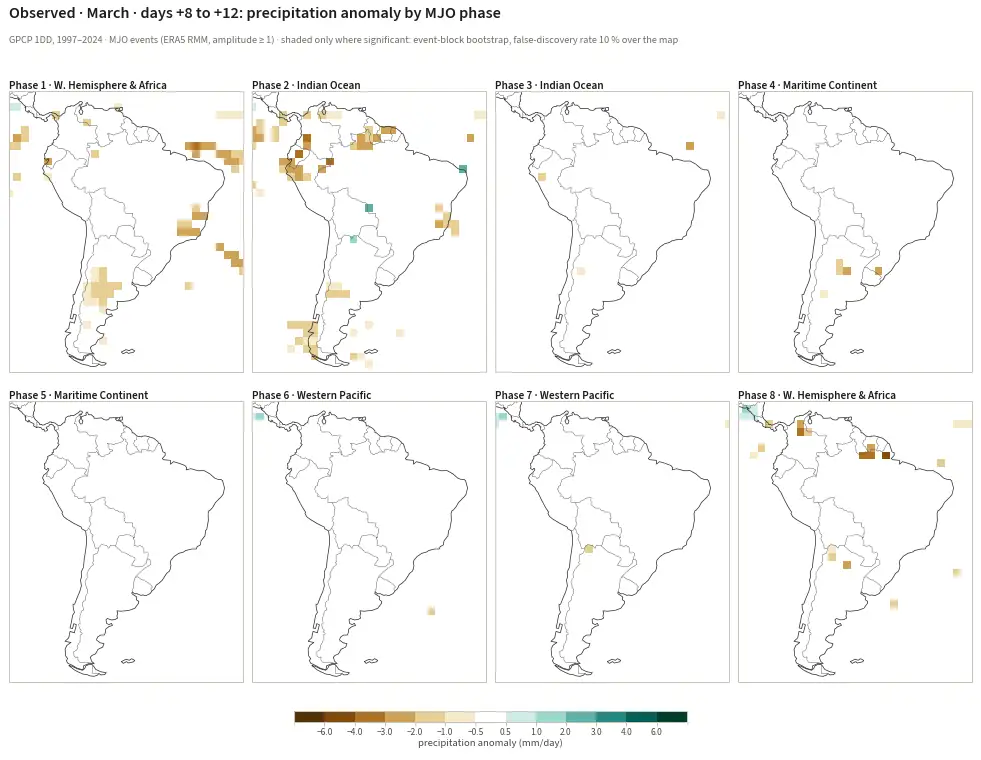 Observed · March · days +8 to +12: precipitation anomaly by MJO phase
GPCP 1DD, 1997–2024 · MJO events (ERA5 RMM, amplitude ≥ 1) · shaded only where significant: event-block bootstrap, false-discovery rate 10 % over the map
Phase 1 · W. Hemisphere & Africa
Phase 2 · Indian Ocean
Phase 3 · Indian Ocean
Phase 4 · Maritime Continent
Phase 5 · Maritime Continent
Phase 6 · Western Pacific
Phase 7 · Western Pacific
Phase 8 · W. Hemisphere & Africa
−6.0 −4.0 −3.0 −2.0 −1.0 −0.5 0.5 1.0 2.0 3.0 4.0 6.0
precipitation anomaly (mm/day)